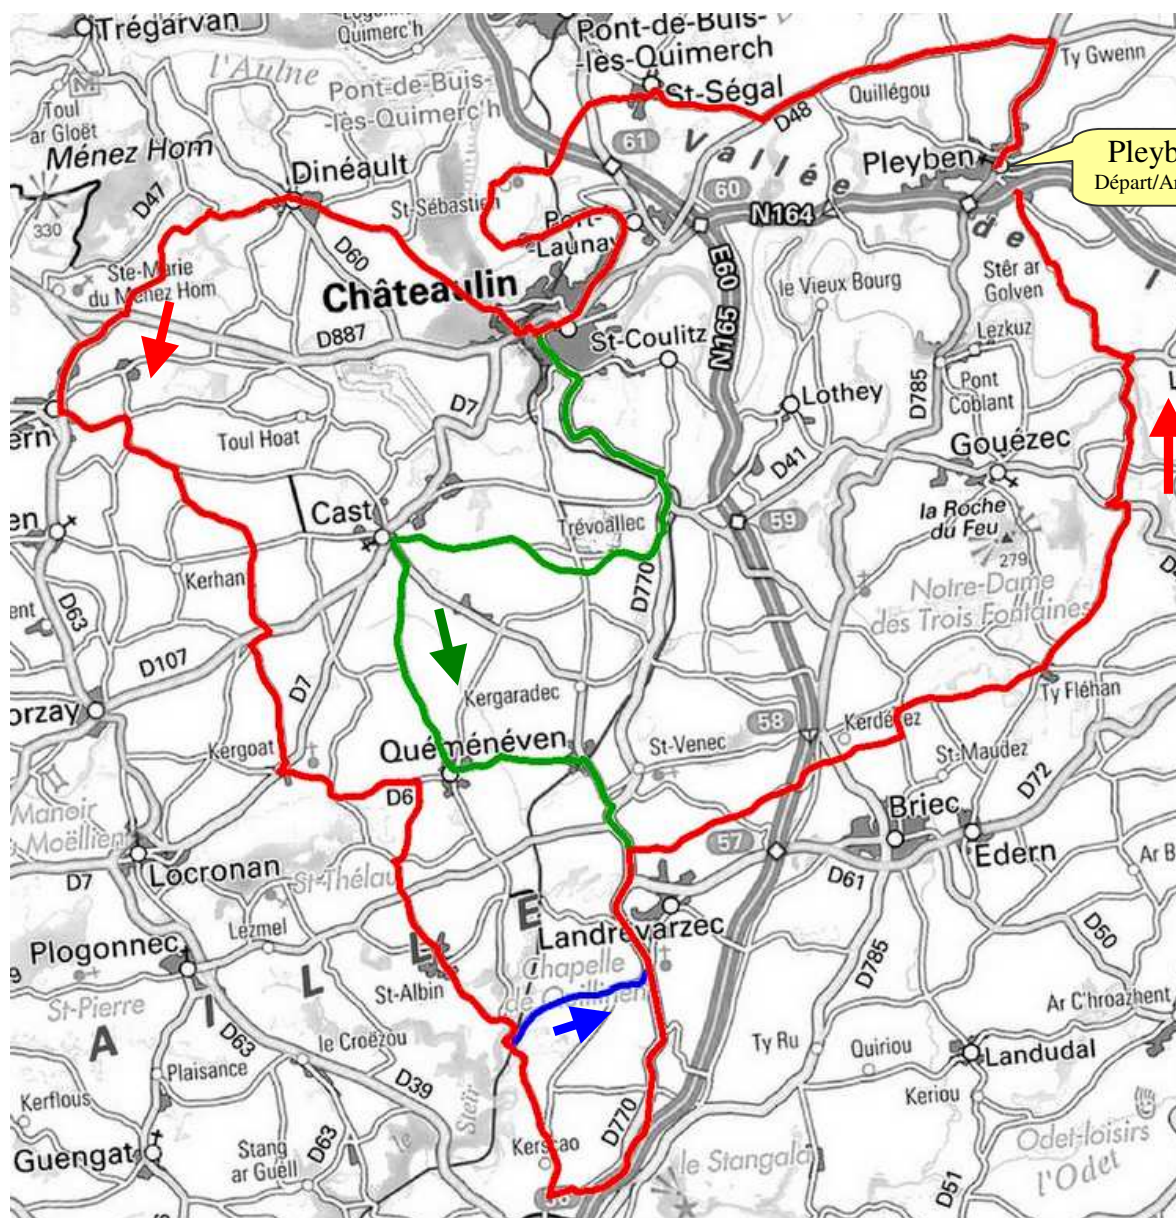 Trégarvan
Quimerc'h
l'Aulne
Pont-de-Buis-
-lès-Quimerch
Pont-de-Buis-
-lès-Quimerc'h
St-Ségal
Ty Gwenn
Quillégou
D48
Toul
ar Gloët
Ménez Hom
61
Vallée
Pleyben
Pleyb
Départ/Ar
Dinéault
D47
330
St-Sébastien
60
N164
de
Port-
-Launay
Ste-Marie
du Ménez Hom
D60
Châteaulin
E60
N165
le Vieux Bourg
Stêr ar
Golven
D887
St-Coulitz
Lezkuz
D785
Pont
Coblant
L
Lothey
D7
ern
Toul Hoat
D41
Gouézec
Cast
la Roche
du Feu
279
en
Trévoallec
59
Kerhan
D770
Notre-Dame
des Trois Fontaines
ent
D63
D107
D7
Kergaradec
Ty Fléhan
orzay
58
Kergoat
Quéménéven
St-Venec
St-Maudez
D6
D72
Manoir
Moëllien
Briec
57
Edern
Locronan
D7
St-Thélau
D61
Ar B
E
Lezmel
Landrévarzec
D50
Plogonnec
L
L
Chapelle
D785
St-Albin
St-Pierre
I
Ar C'hroazhent
A
D63
le Croëzou
Ty Ru
Quiriou
Landudal
Plaisance
D39
Steïr
Keriou
Kerflous
D770
D63
Kerscao
Stang
ar Guëll
Guengat
le Stangala
Odet-loisirs
l'Odet
D51